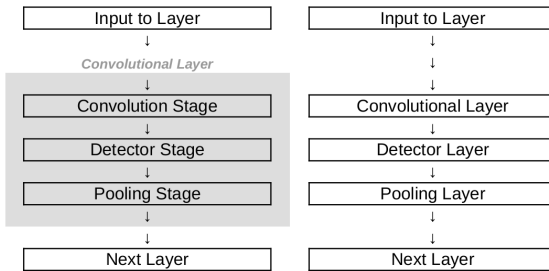 Input to Layer
↓
Convolutional Layer
↓
Convolution Stage
↓
Detector Stage
↓
Pooling Stage
↓
↓
Next Layer
Input to Layer
↓
↓
↓
Convolutional Layer
↓
Detector Layer
↓
Pooling Layer
↓
↓
Next Layer